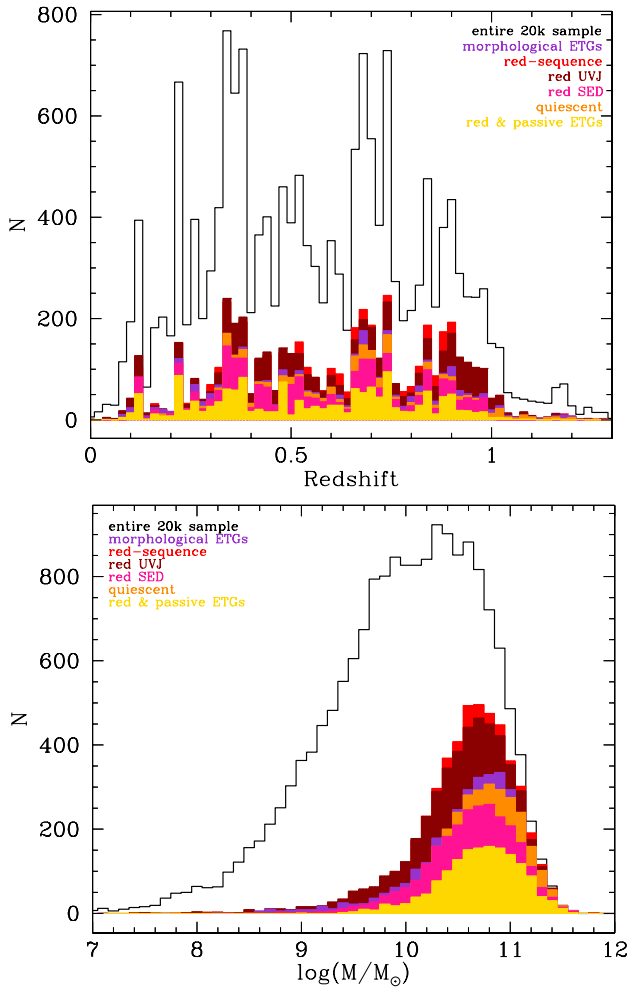 800
600
400
200
0
N
entire 20k sample
morphological ETGs
red-sequence
red UVJ
red SED
quiescent
red & passive ETGs
0 0.5 1
Redshift
800
600
400
200
0
N
entire 20k sample
morphological ETGs
red-sequence
red UVJ
red SED
quiescent
red & passive ETGs
7 8 9 10 11 12
log(M/M⊙)